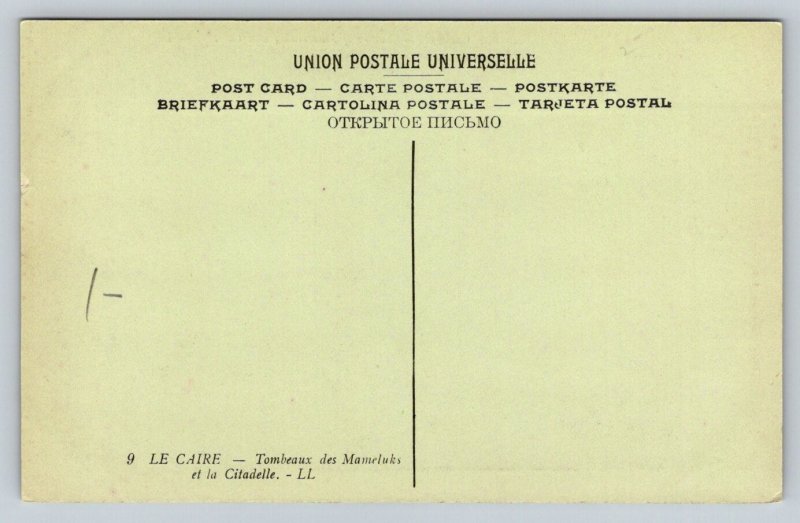 UNION POSTALE UNIVERSELLE
POST CARD — CARTE POSTALE — POSTKARTE
BRIEFKAART — CARTOLINA POSTALE — TARJETA POSTAL
ОТКРЫТОЕ ПИСЬМО
/-
9 LE CAIRE — Tombeaux des Mameluks
et la Citadelle. - LL